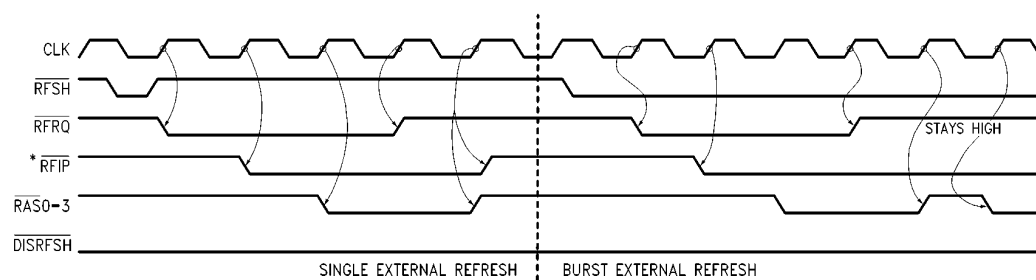 CLK
RFSH
RFRQ
STAYS HIGH
* RFIP
RAS0-3
DISRFSH
SINGLE EXTERNAL REFRESH
BURST EXTERNAL REFRESH